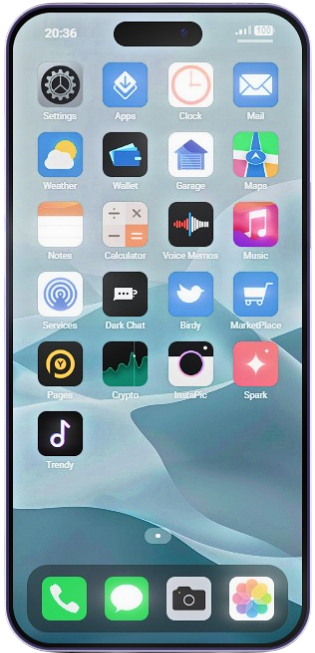 20:36 100
Settings Apps Clock Mail
Weather Wallet Garage Maps
Notes Calculator Voice Memos Music
Services Dark Chat Birdy MarketPlace
Pages Crypto InstaPic Spark
Trendy